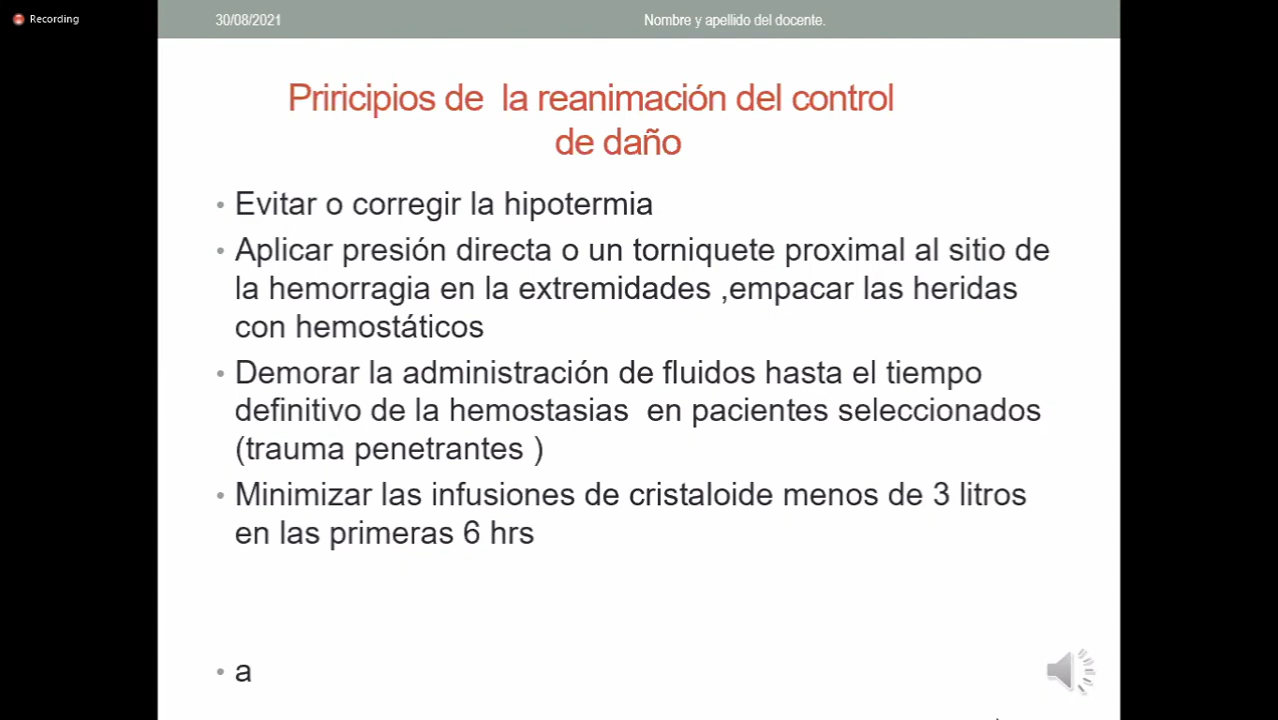 Recording
30/08/2021
Nombre y apellido del docente.
Priricipios de la reanimación del control
de daño
• Evitar o corregir la hipotermia
• Aplicar presión directa o un torniquete proximal al sitio de
la hemorragia en la extremidades ,empacar las heridas
con hemostáticos
• Demorar la administración de fluidos hasta el tiempo
definitivo de la hemostasias en pacientes seleccionados
(trauma penetrantes )
• Minimizar las infusiones de cristaloide menos de 3 litros
en las primeras 6 hrs
• a